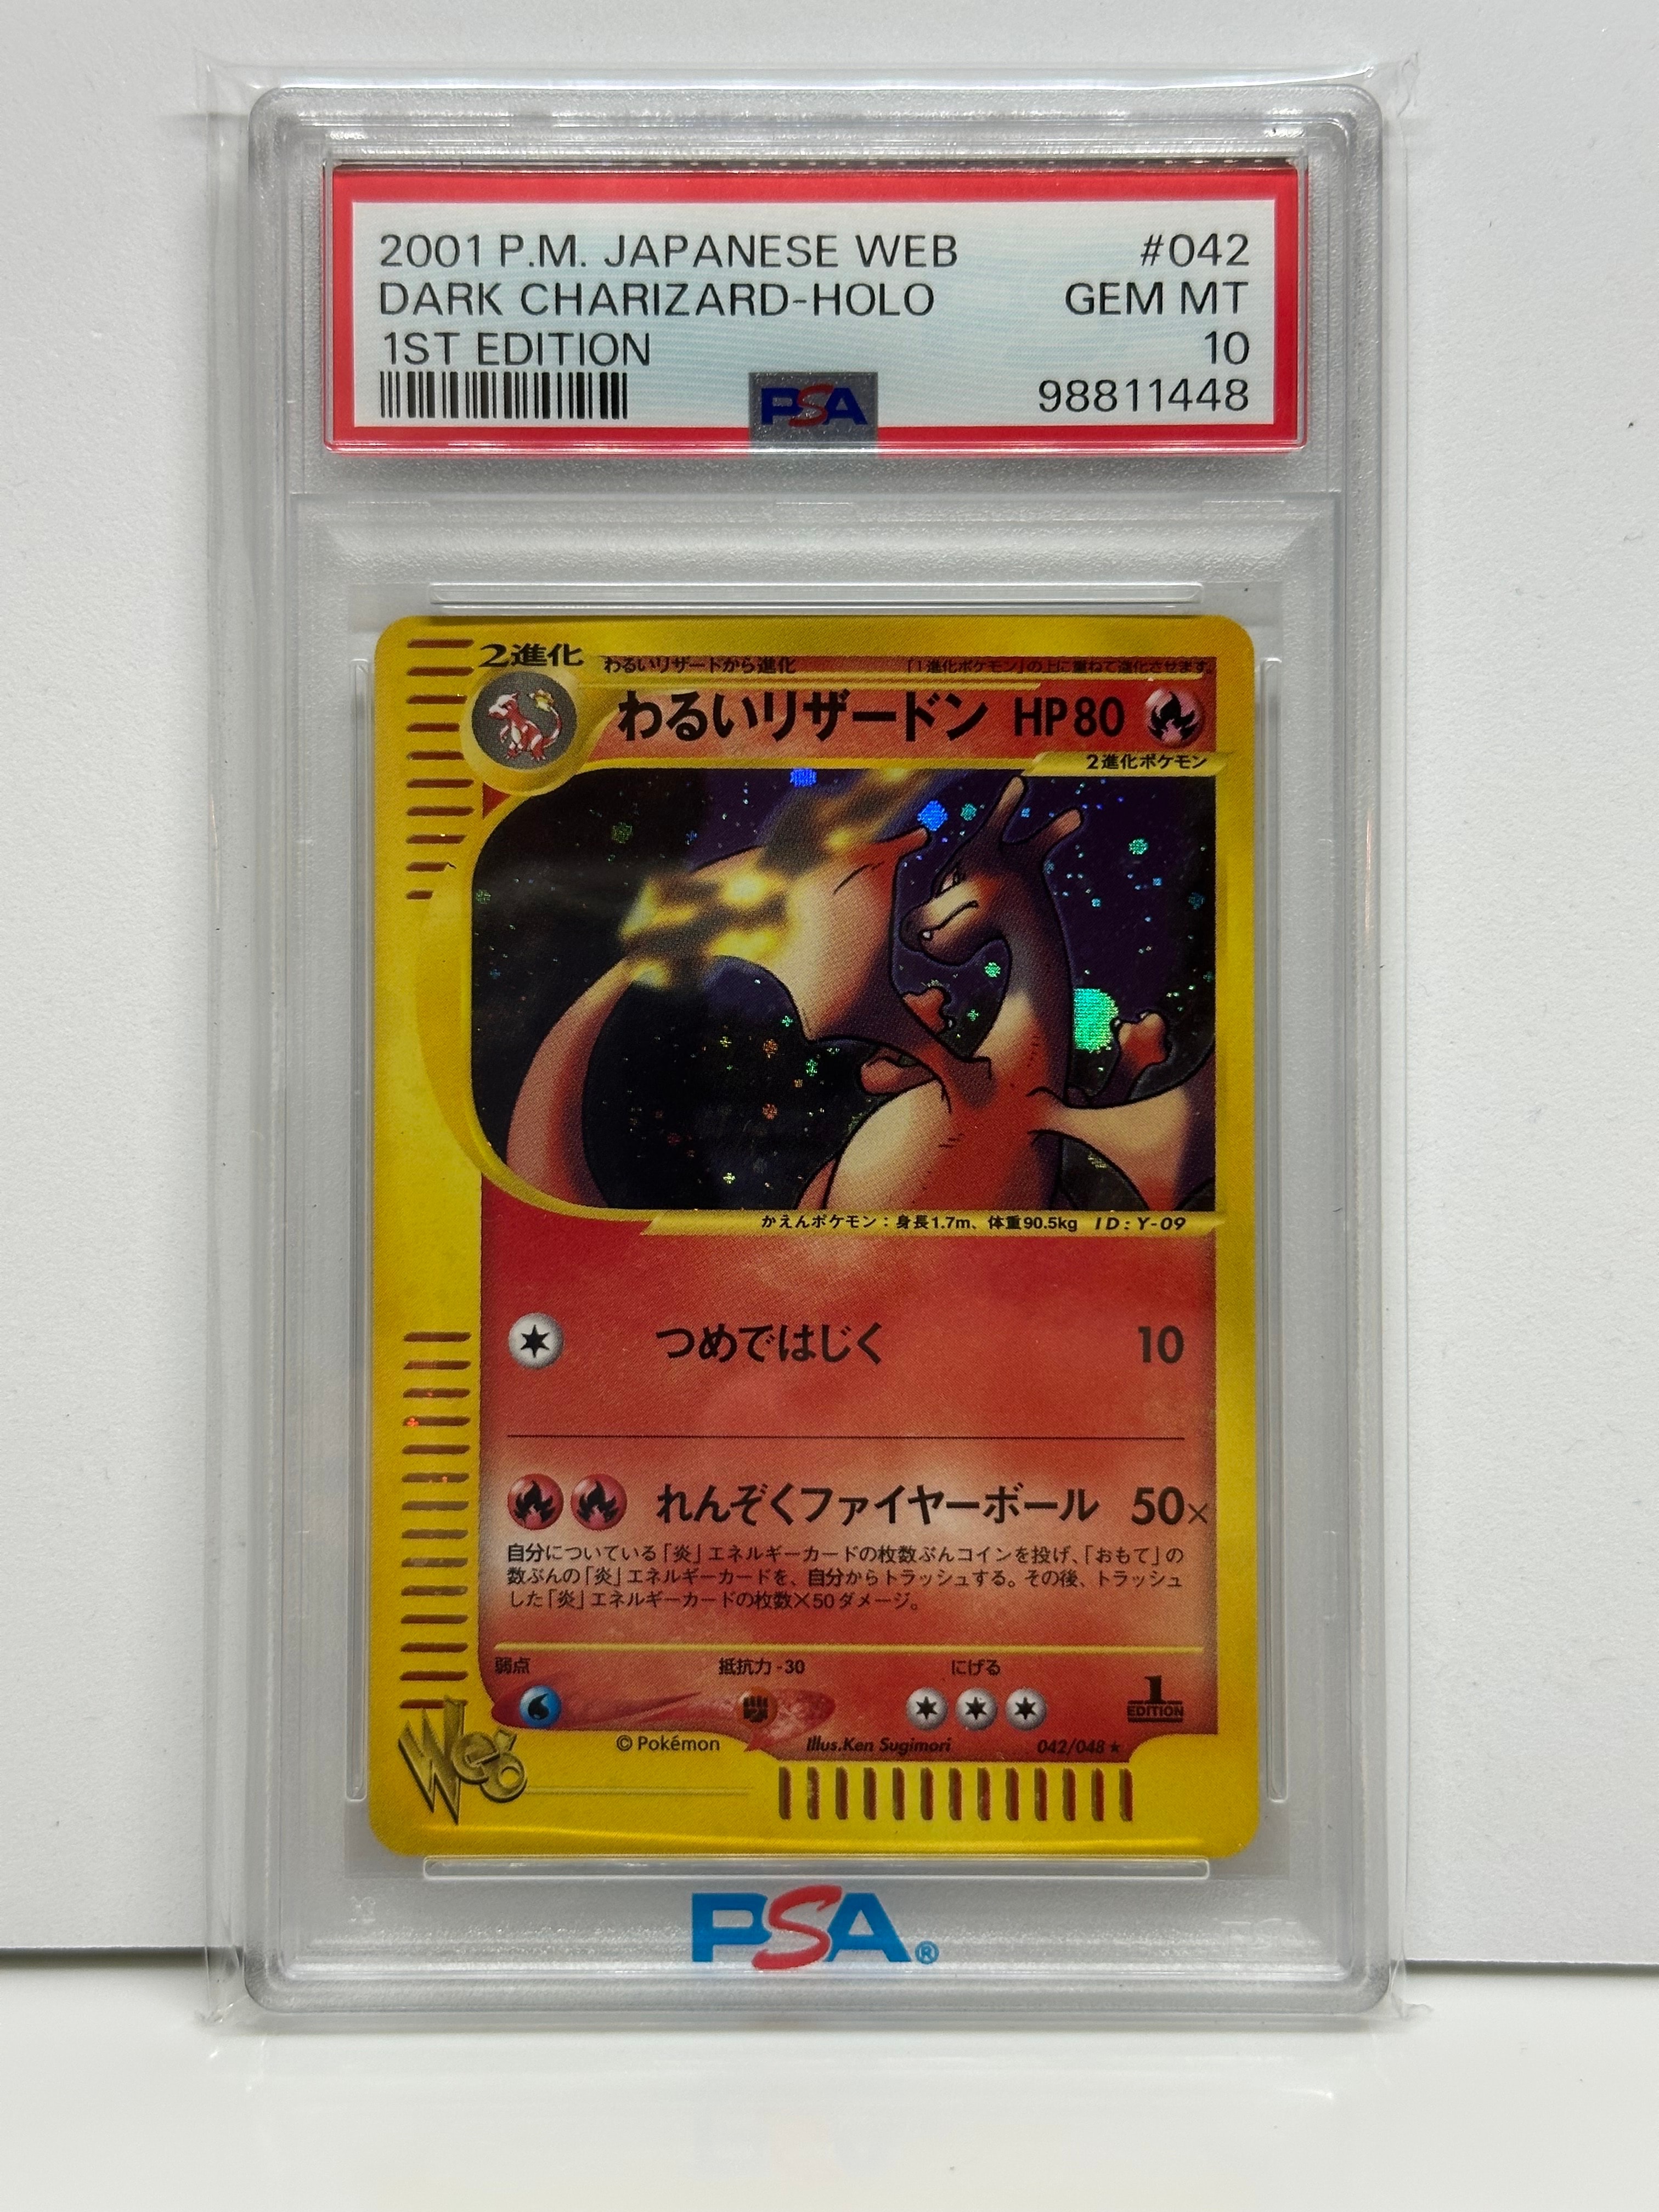 2001 P.M. JAPANESE WEB #042
DARK CHARIZARD-HOLO GEM MT
1ST EDITION 10
98811448
PSA
2進化 わるいリザードから進化 「1進化ポケモン」の上に重ねて進化させます。
わるいリザードン HP80
2進化ポケモン
かえんポケモン：身長1.7m、体重90.5kg ID:Y-09
つめではじく 10
れんぞくファイヤーボール 50×
自分についている「炎」エネルギーカードの枚数ぶんコインを投げ、「おもて」の
数ぶんの「炎」エネルギーカードを、自分からトラッシュする。その後、トラッシュ
した「炎」エネルギーカードの枚数×50ダメージ。
弱点 抵抗力-30 にげる
1 EDITION
Web
© Pokémon Illus.Ken Sugimori 042/048★
PSA®